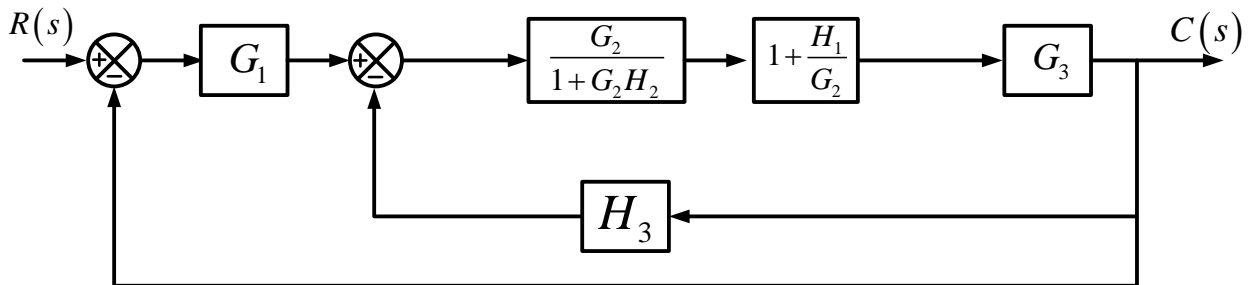 R(s)
+
−
G₁
+
−
G₂
1+G₂H₂
1+
H₁
G₂
G₃
C(s)
H₃